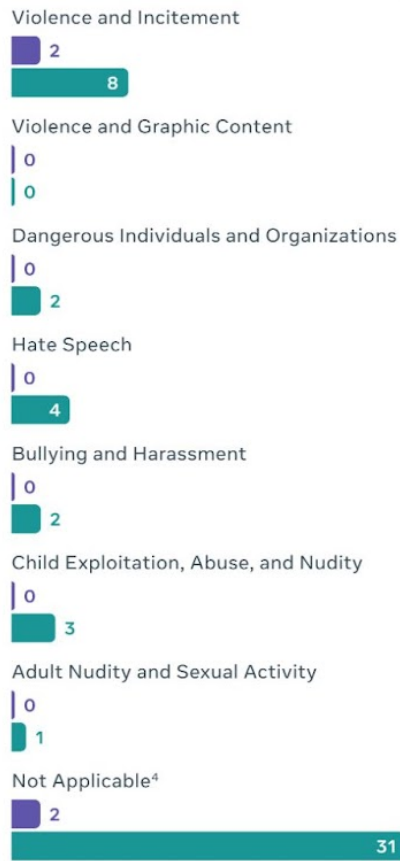 Violence and Incitement
2
8
Violence and Graphic Content
0
0
Dangerous Individuals and Organizations
0
2
Hate Speech
0
4
Bullying and Harassment
0
2
Child Exploitation, Abuse, and Nudity
0
3
Adult Nudity and Sexual Activity
0
1
Not Applicable⁴
2
31